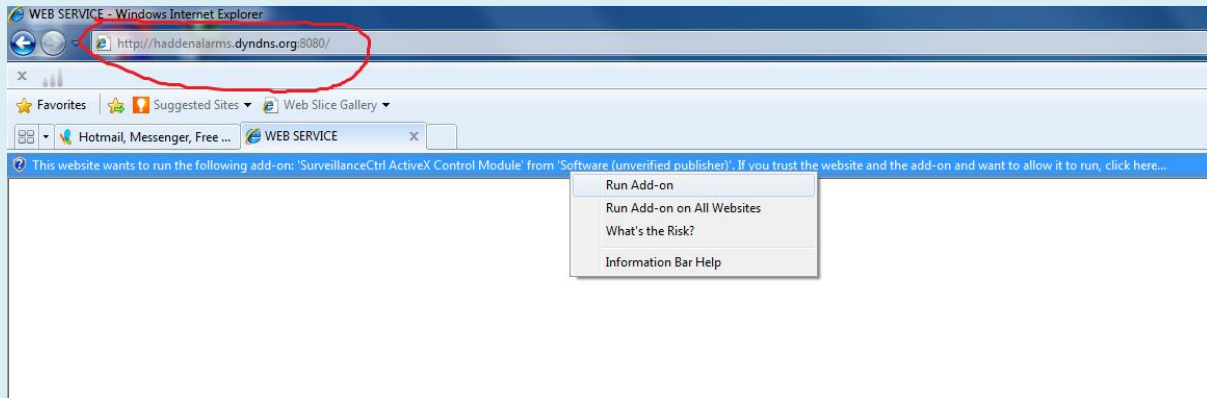 WEB SERVICE - Windows Internet Explorer
http://haddenalarms.dyndns.org:8080/
x
Favorites Suggested Sites Web Slice Gallery
Hotmail, Messenger, Free ... WEB SERVICE x
This website wants to run the following add-on: 'SurveillanceCtrl ActiveX Control Module' from 'Software (unverified publisher)'. If you trust the website and the add-on and want to allow it to run, click here...
Run Add-on
Run Add-on on All Websites
What's the Risk?
Information Bar Help